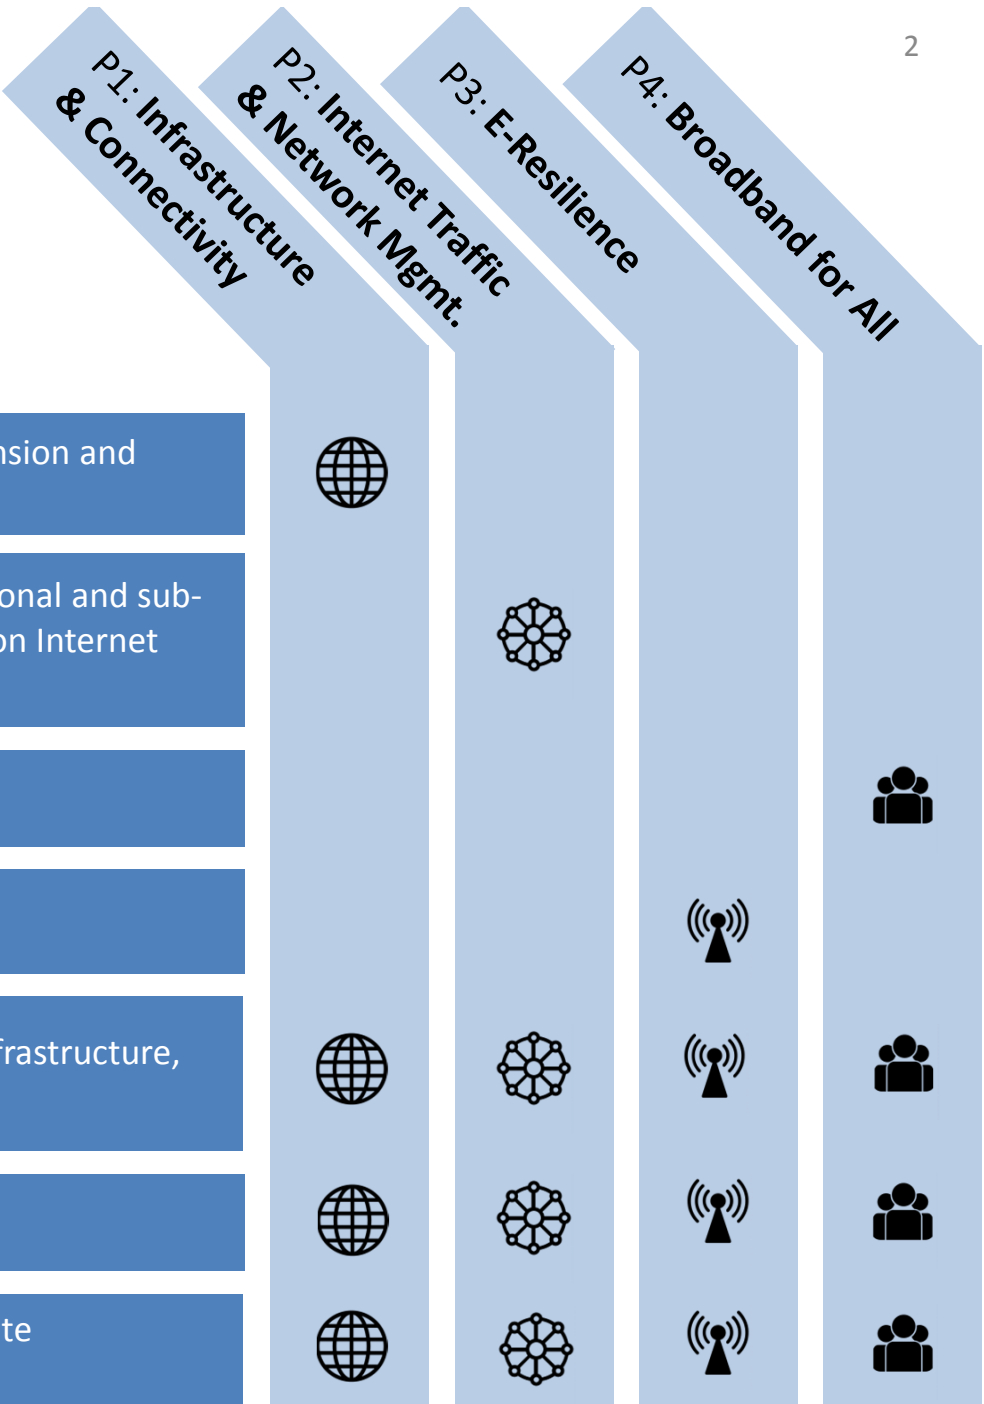 2
P1: Infrastructure
& Connectivity
P2: Internet Traffic
& Network Mgmt.
P3: E-Resilience
P4: Broadband for All
nsion and
onal and sub-
on Internet
frastructure,
te